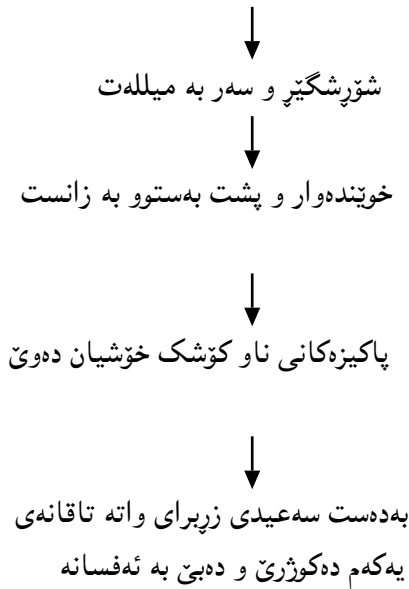 شۆڕشگێڕ و سەر بە میللەت
خوێندەوار و پشت بەستوو بە زانست
پاکیزەکانی ناو کۆشک خۆشیان دەوێ
بەدەست سەعیدی زڕبرای واتە تاقانەی
یەکەم دەکوژرێ و دەبێ بە ئەفسانە